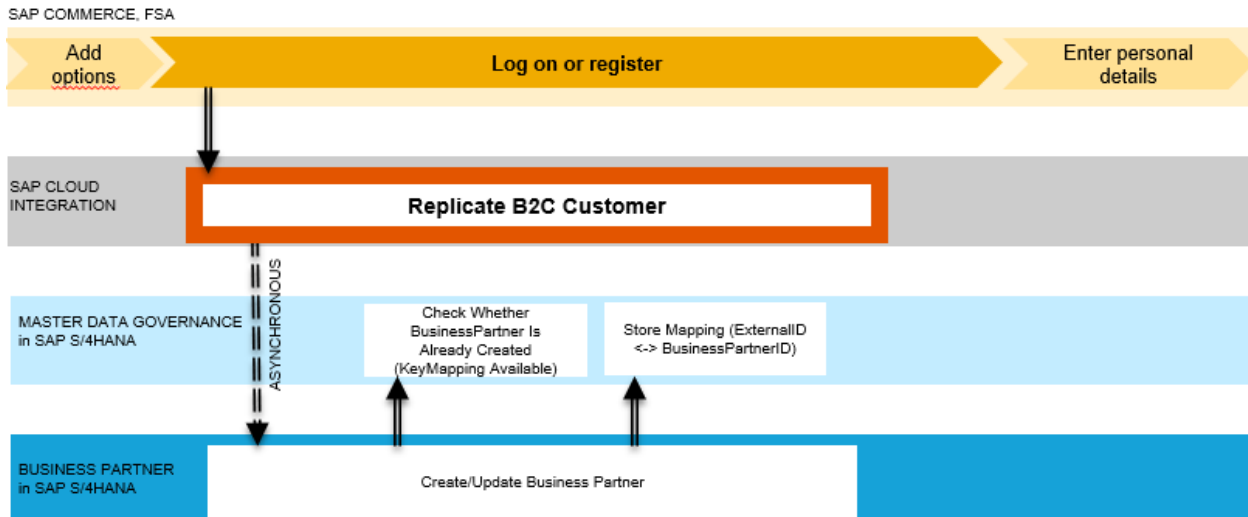 SAP COMMERCE, FSA
Add
options
Log on or register
Enter personal
details
SAP CLOUD
INTEGRATION
Replicate B2C Customer
ASYNCHRONOUS
MASTER DATA GOVERNANCE
in SAP S/4HANA
Check Whether
BusinessPartner Is
Already Created
(KeyMapping Available)
Store Mapping (ExternalID
<-> BusinessPartnerID)
BUSINESS PARTNER
in SAP S/4HANA
Create/Update Business Partner